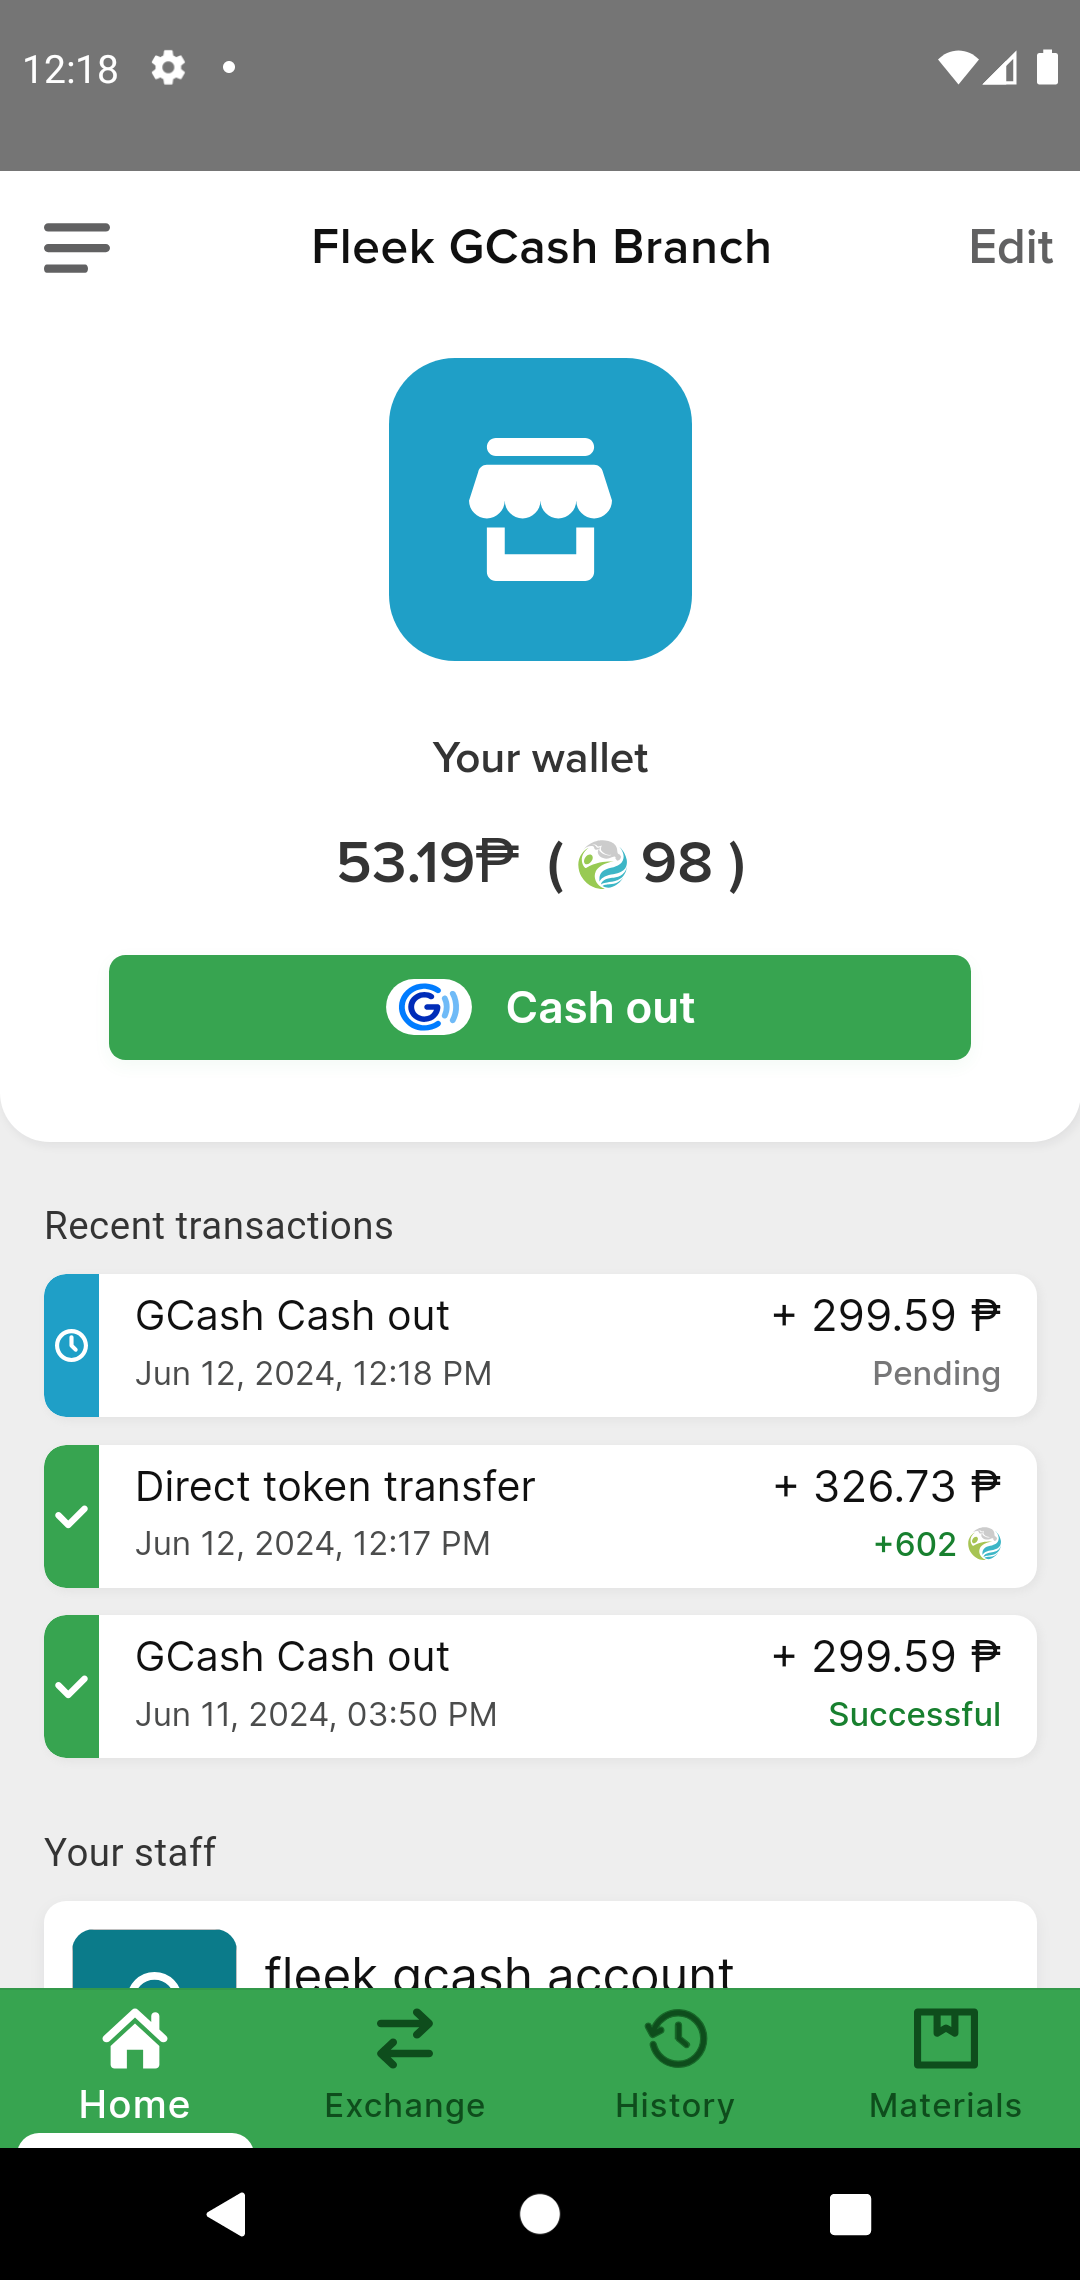 12:18
Fleek GCash Branch
Edit
Your wallet
53.19₱ ( 98 )
Cash out
Recent transactions
GCash Cash out
+ 299.59 ₱
Jun 12, 2024, 12:18 PM
Pending
Direct token transfer
+ 326.73 ₱
Jun 12, 2024, 12:17 PM
+602
GCash Cash out
+ 299.59 ₱
Jun 11, 2024, 03:50 PM
Successful
Your staff
fleek gcash account
Home
Exchange
History
Materials